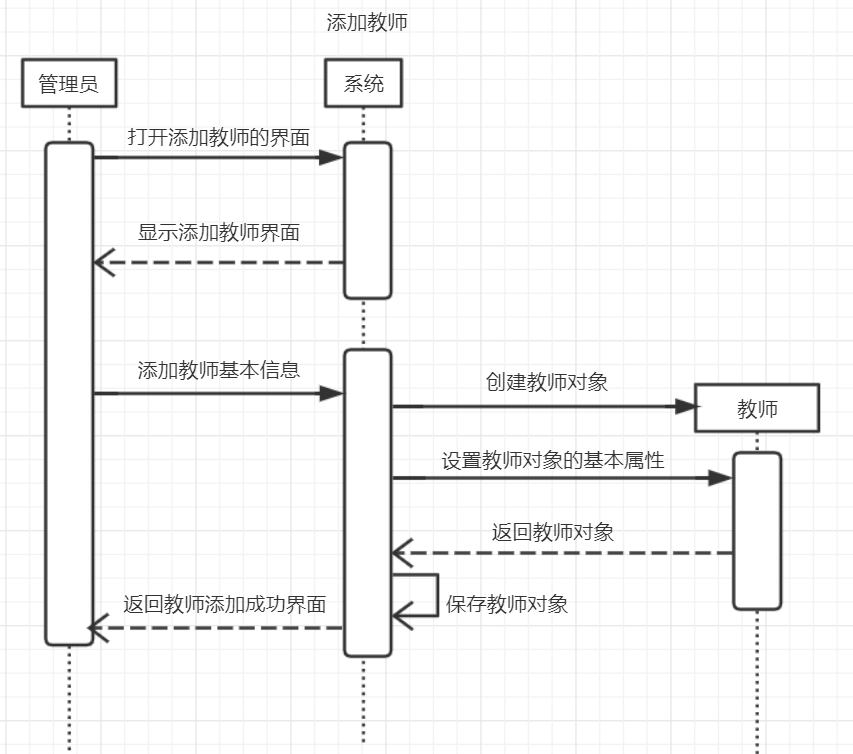 添加教师
管理员
系统
打开添加教师的界面
显示添加教师界面
添加教师基本信息
创建教师对象
教师
设置教师对象的基本属性
返回教师对象
返回教师添加成功界面
保存教师对象